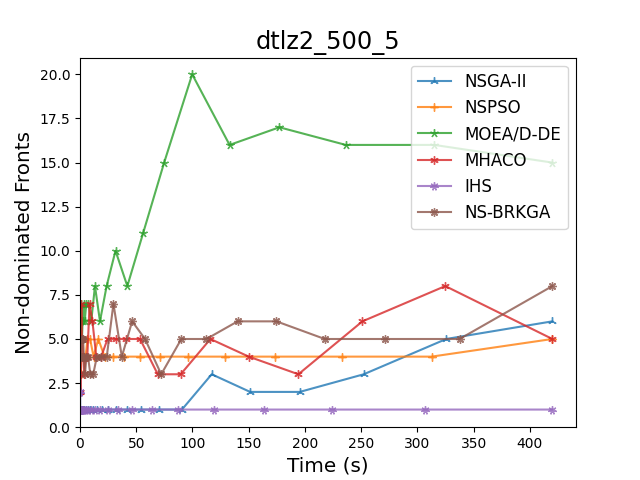 dtlz2_500_5
Non-dominated Fronts
20.0
17.5
15.0
12.5
10.0
7.5
5.0
2.5
0.0
0
50
100
150
200
250
300
350
400
Time (s)
NSGA-II
NSPSO
MOEA/D-DE
MHACO
IHS
NS-BRKGA